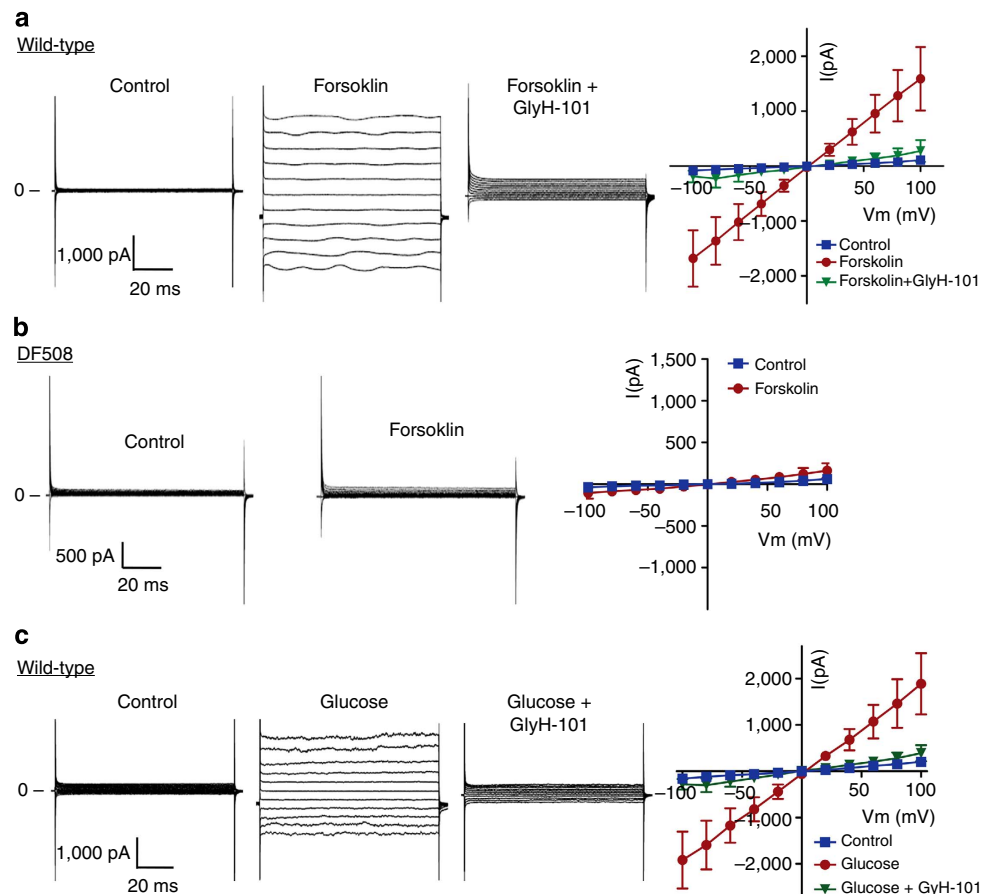 a
Wild-type
Control
Forsoklin
Forsoklin +
GlyH-101
0
1,000 pA
20 ms
I(pA)
2,000
1,000
-100
-50
50
100
Vm (mV)
−1,000
−2,000
Control
Forskolin
Forskolin+GlyH-101
b
DF508
Control
Forsoklin
0
500 pA
20 ms
I(pA)
1,500
1,000
500
−100
−50
50
100
Vm (mV)
−500
−1,000
Control
Forskolin
c
Wild-type
Control
Glucose
Glucose +
GlyH-101
0
1,000 pA
20 ms
I(pA)
2,000
1,000
-100
-50
50
100
Vm (mV)
-1,000
−2,000
Control
Glucose
Glucose + GyH-101